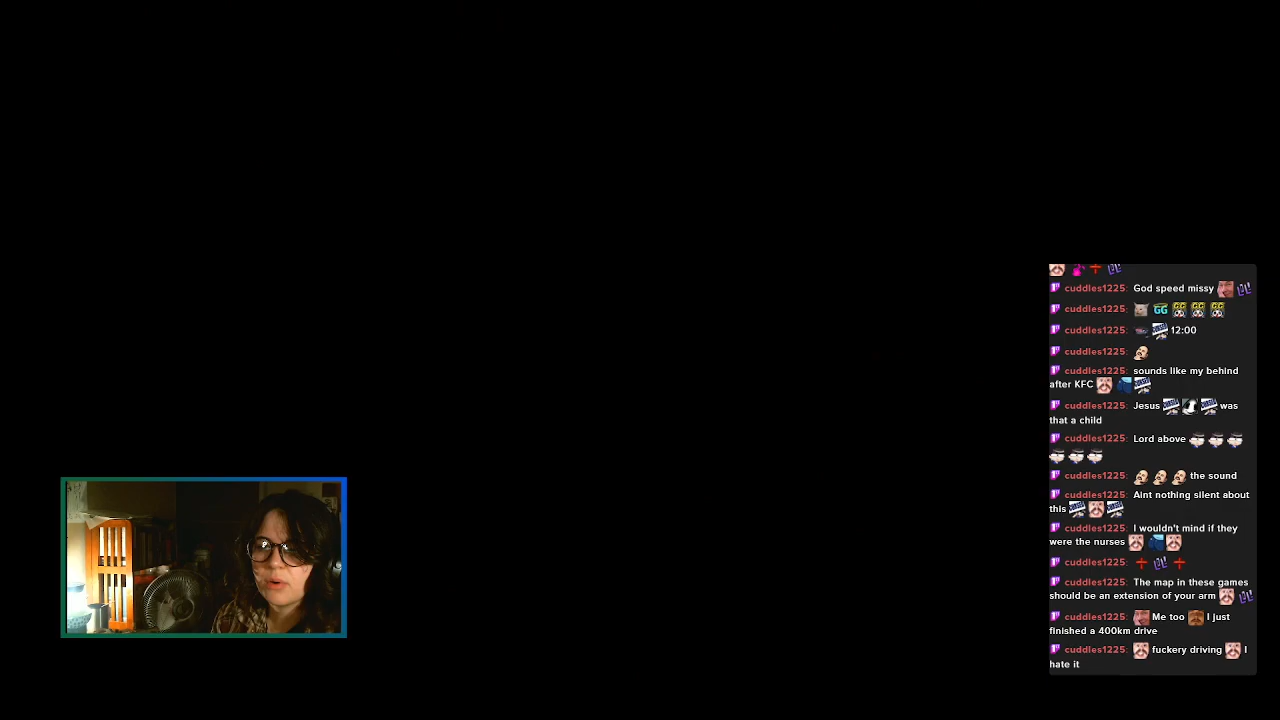 cuddles1225: God speed missy
cuddles1225: GG
cuddles1225: 12:00
cuddles1225:
cuddles1225: sounds like my behind
after KFC
cuddles1225: Jesus was
that a child
cuddles1225: Lord above
cuddles1225: the sound
cuddles1225: Aint nothing silent about
this
cuddles1225: I wouldn't mind if they
were the nurses
cuddles1225:
cuddles1225: The map in these games
should be an extension of your arm
cuddles1225: Me too I just
finished a 400km drive
cuddles1225: fuckery driving I
hate it